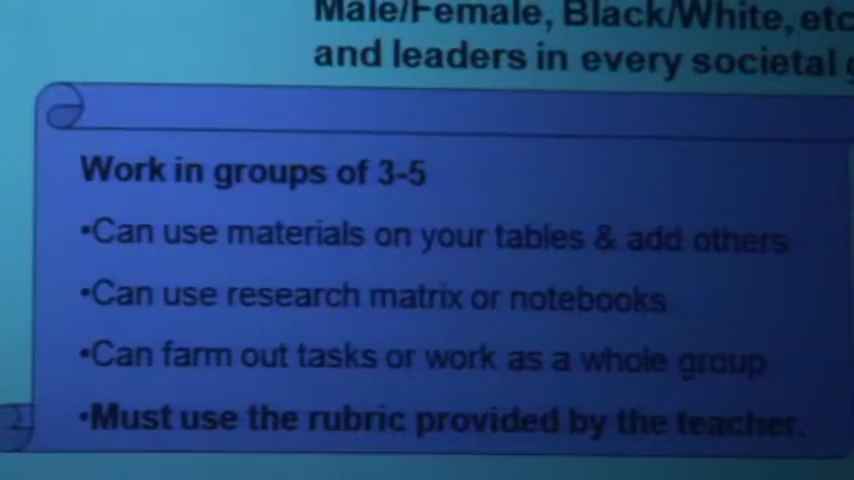 Male/Female, Black/White, etc
and leaders in every societal
Work in groups of 3-5
•Can use materials on your tables & add others
•Can use research matrix or notebooks
•Can farm out tasks or work as a whole group
•Must use the rubric provided by the teacher.